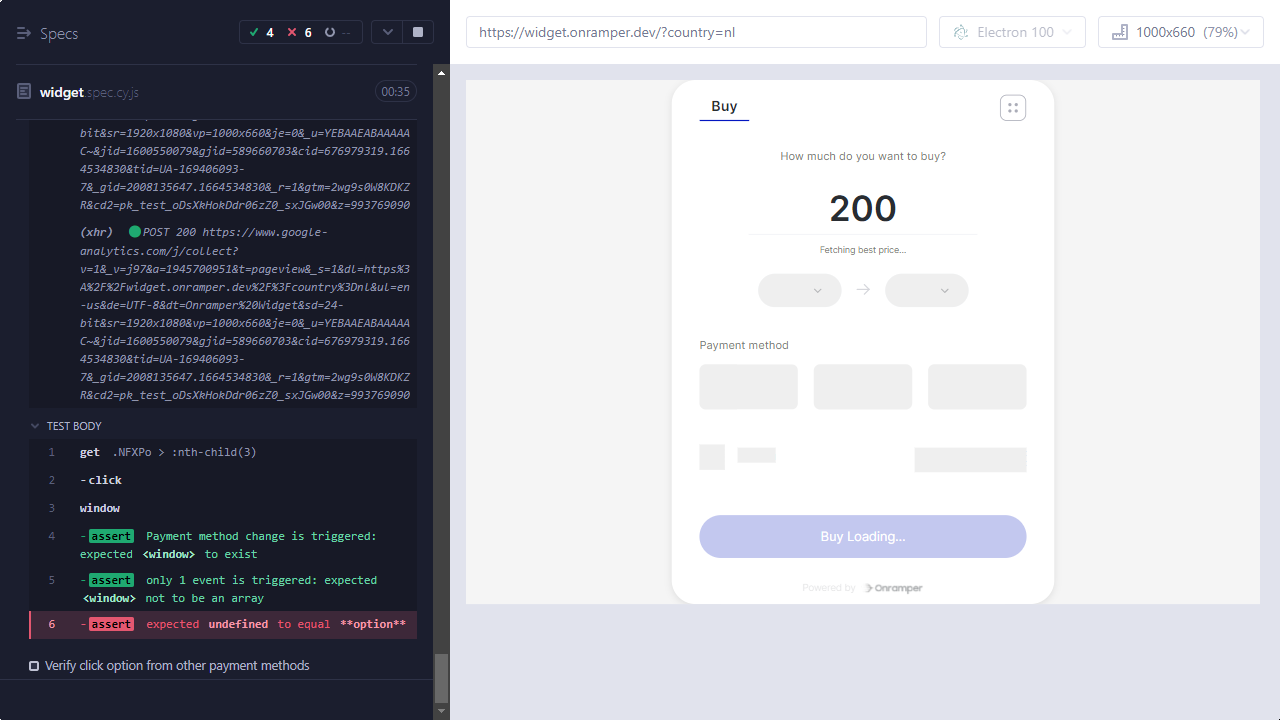 Specs
4
6
--
https://widget.onramper.dev/?country=nl
Electron 100
1000x660 (79%)
widget.spec.cy.js
00:35
bit&sr=1920x1080&vp=1000x660&je=0&_u=YEBAAEABAAAAA
C~&jid=1600550079&gjid=589660703&cid=676979319.166
4534830&tid=UA-169406093-
7&_gid=2008135647.1664534830&_r=1&gtm=2wg9s0W8KDKZ
R&cd2=pk_test_oDsXkHokDdr06zZ0_sxJGw00&z=993769090
(xhr) POST 200 https://www.google-
analytics.com/j/collect?
v=1&_v=j97&a=1945700951&t=pageview&_s=1&dl=https%3
A%2F%2Fwidget.onramper.dev%2F%3Fcountry%3Dnl&ul=en
-us&de=UTF-8&dt=Onramper%20Widget&sd=24-
bit&sr=1920x1080&vp=1000x660&je=0&_u=YEBAAEABAAAAA
C~&jid=1600550079&gjid=589660703&cid=676979319.166
4534830&tid=UA-169406093-
7&_gid=2008135647.1664534830&_r=1&gtm=2wg9s0W8KDKZ
R&cd2=pk_test_oDsXkHokDdr06zZ0_sxJGw00&z=993769090
TEST BODY
1 get .NFXPo > :nth-child(3)
2 -click
3 window
4 -assert Payment method change is triggered:
expected <window> to exist
5 -assert only 1 event is triggered: expected
<window> not to be an array
6 -assert expected undefined to equal **option**
Verify click option from other payment methods
Buy
How much do you want to buy?
200
Fetching best price...
Payment method
Buy Loading...
Powered by Onramper